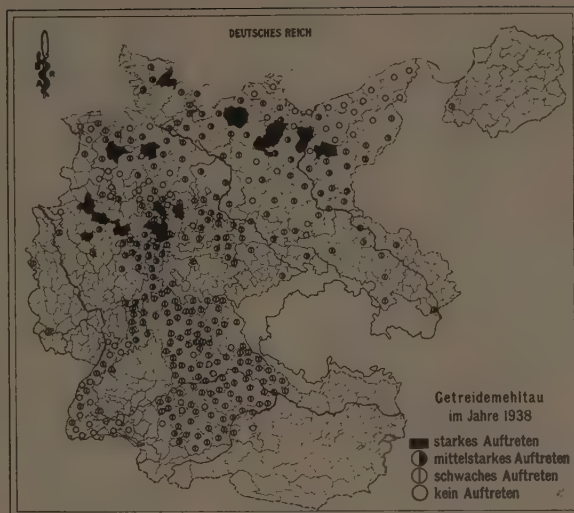 DEUTSCHES REICH
Getreidemehltau
im Jahre 1938
starkes Auftreten
mittelstarkes Auftreten
schwaches Auftreten
kein Auftreten